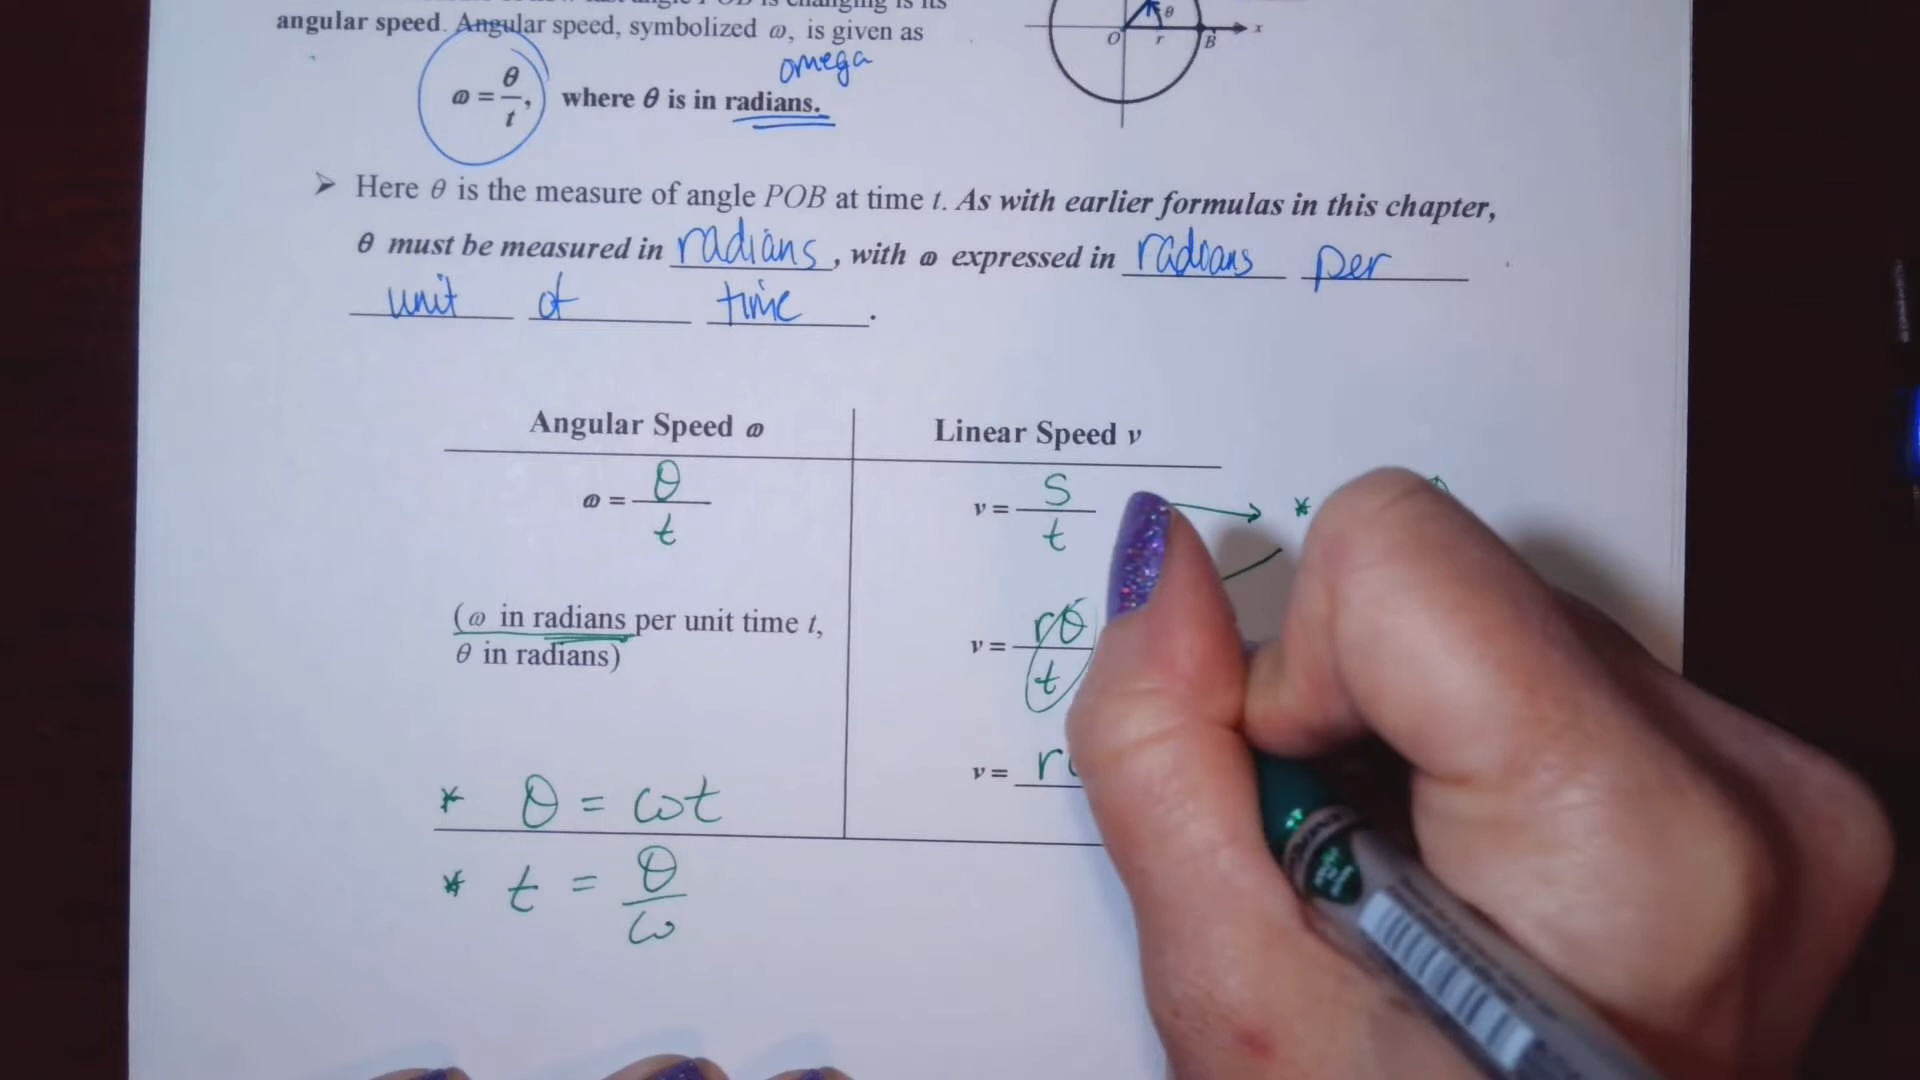 angular speed. Angular speed, symbolized ω, is given as
omega
ω = θ/t, where θ is in radians.
O r B x
θ
➢ Here θ is the measure of angle POB at time t. As with earlier formulas in this chapter,
θ must be measured in radians, with ω expressed in radians per
unit of time.
Angular Speed ω
Linear Speed v
ω = θ/t
v = s/t
*
(ω in radians per unit time t,
θ in radians)
v = rθ/t
v = r
* θ = ωt
* t = θ/ω